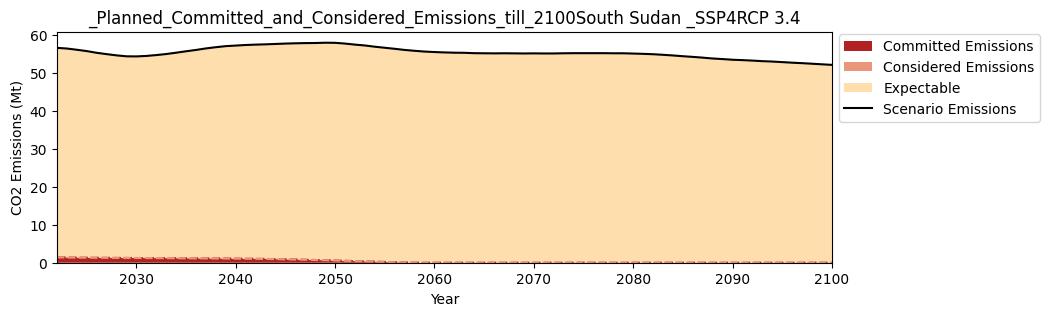 _Planned_Committed_and_Considered_Emissions_till_2100South Sudan _SSP4RCP 3.4
Committed Emissions
Considered Emissions
Expectable
Scenario Emissions
CO2 Emissions (Mt)
60
50
40
30
20
10
0
2030 2040 2050 2060 2070 2080 2090 2100
Year